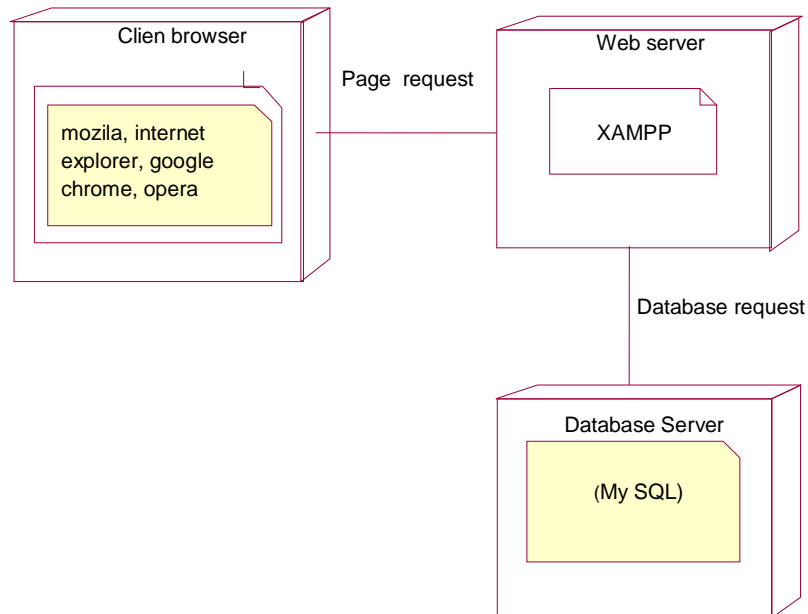 Clien browser
mozila, internet
explorer, google
chrome, opera
Page request
Web server
XAMPP
Database request
Database Server
(My SQL)